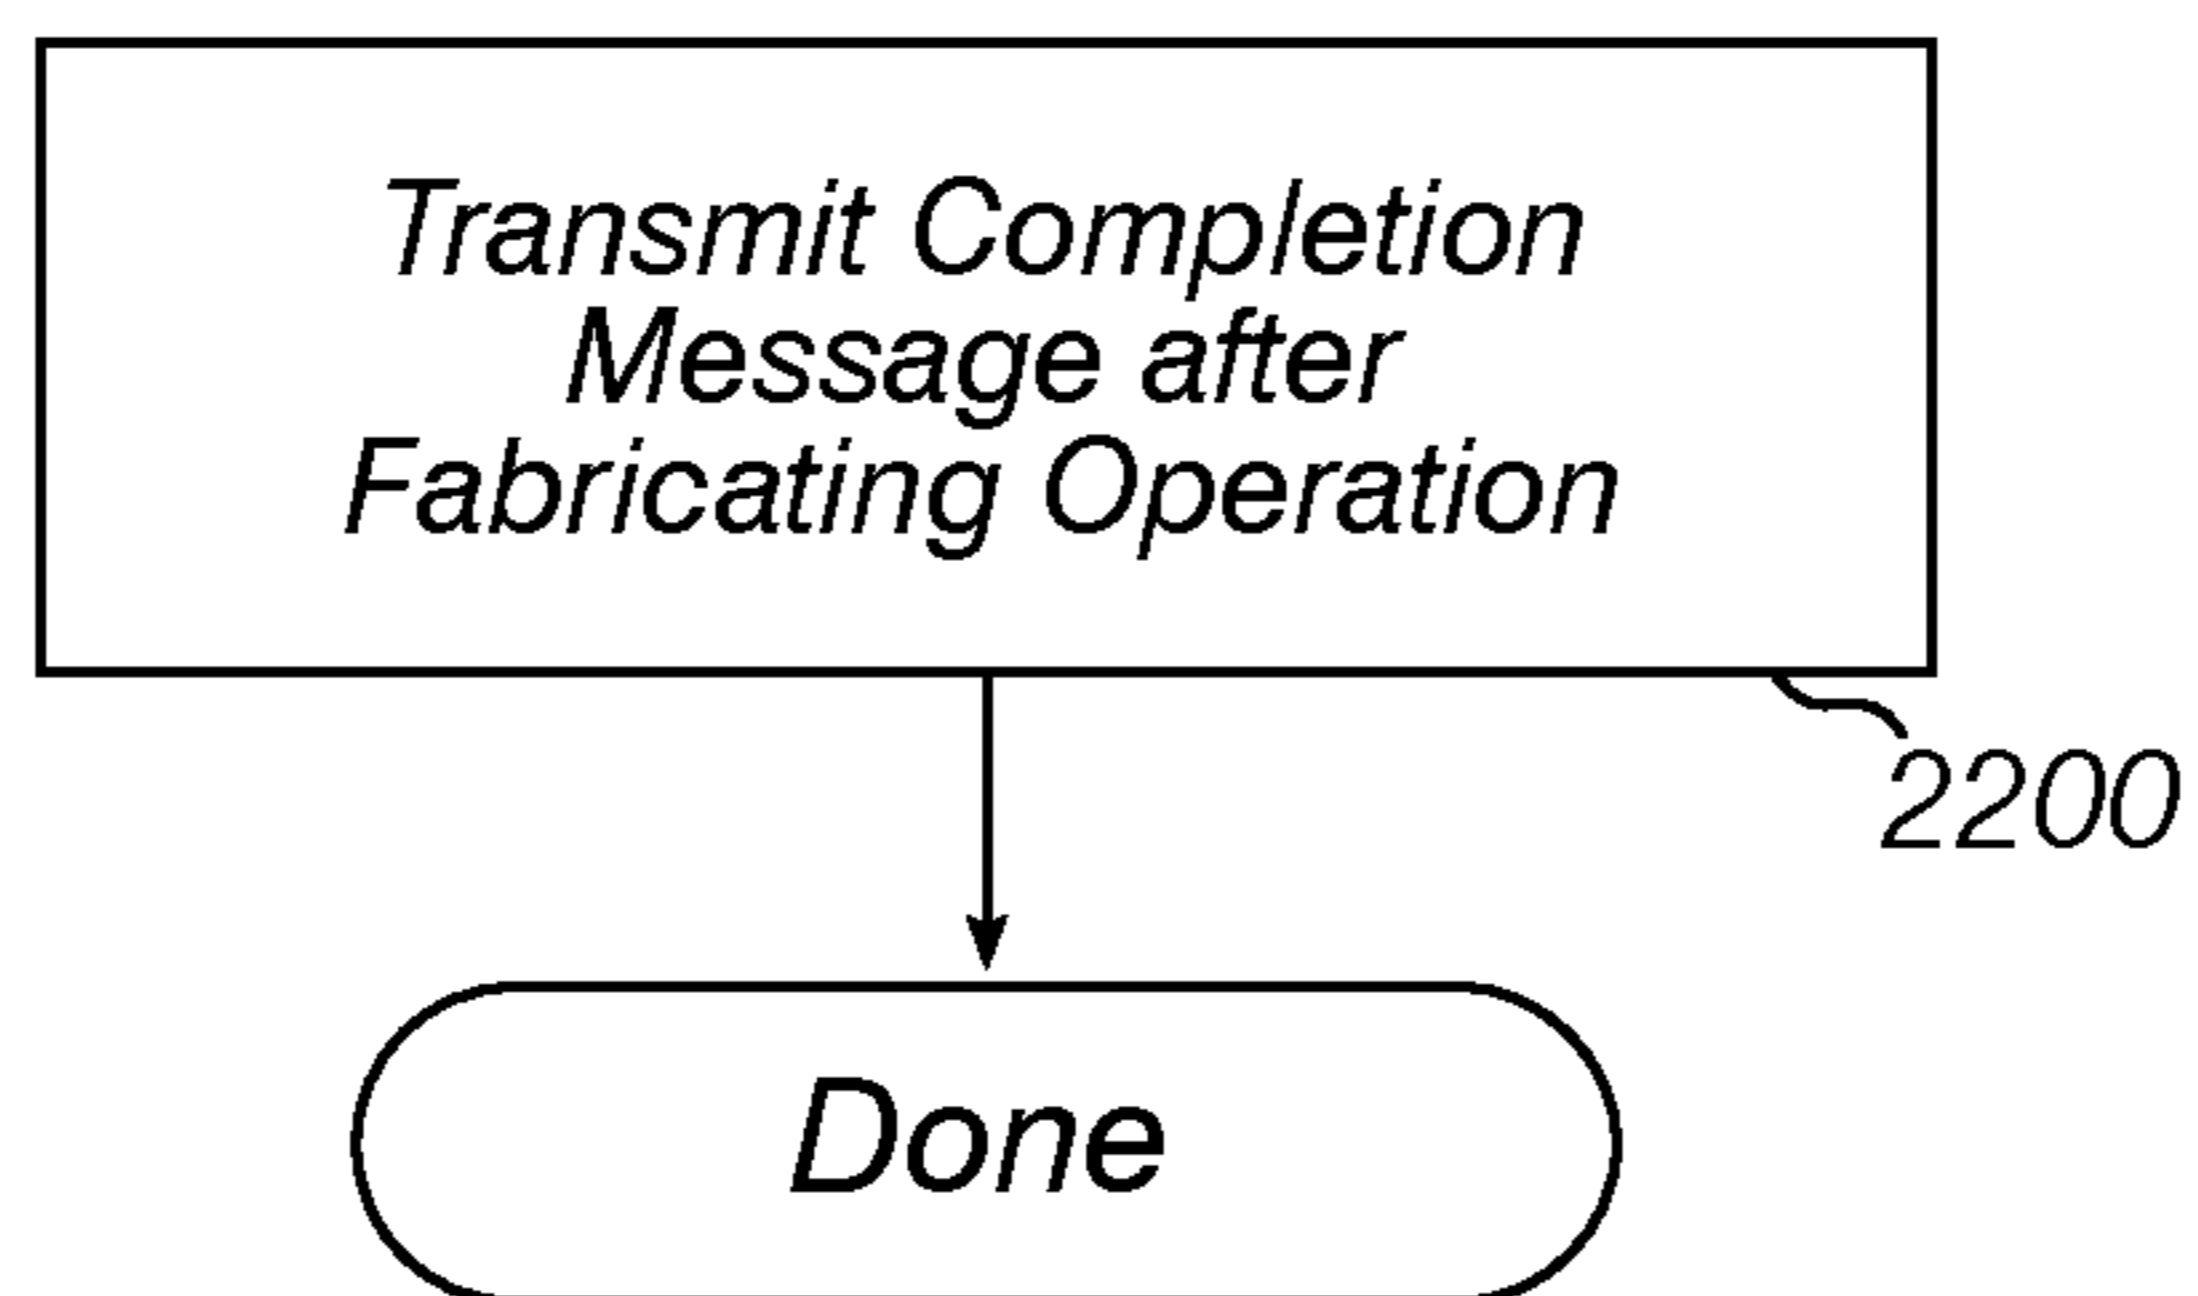 Transmit Completion
Message after
Fabricating Operation
2200
Done